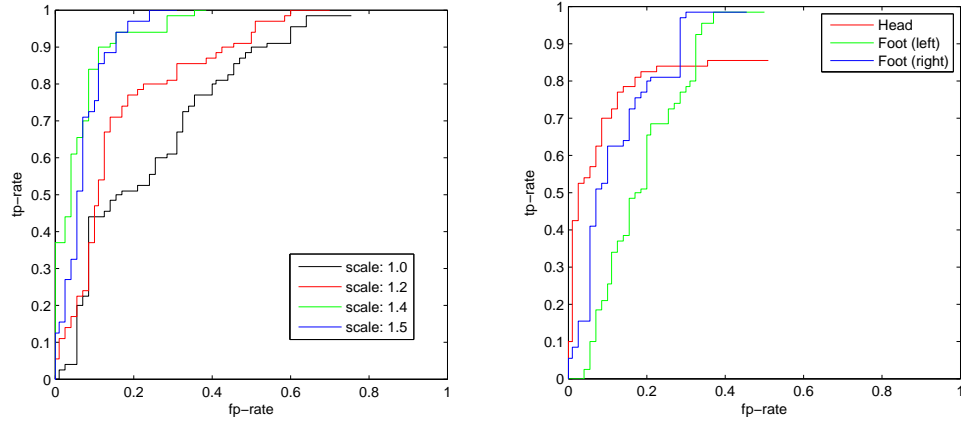 1
0.9
0.8
0.7
0.6
0.5
0.4
0.3
0.2
0.1
0
tp−rate
0 0.2 0.4 0.6 0.8 1
fp−rate
scale: 1.0
scale: 1.2
scale: 1.4
scale: 1.5
1
0.9
0.8
0.7
0.6
0.5
0.4
0.3
0.2
0.1
0
tp−rate
0 0.2 0.4 0.6 0.8 1
fp−rate
Head
Foot (left)
Foot (right)